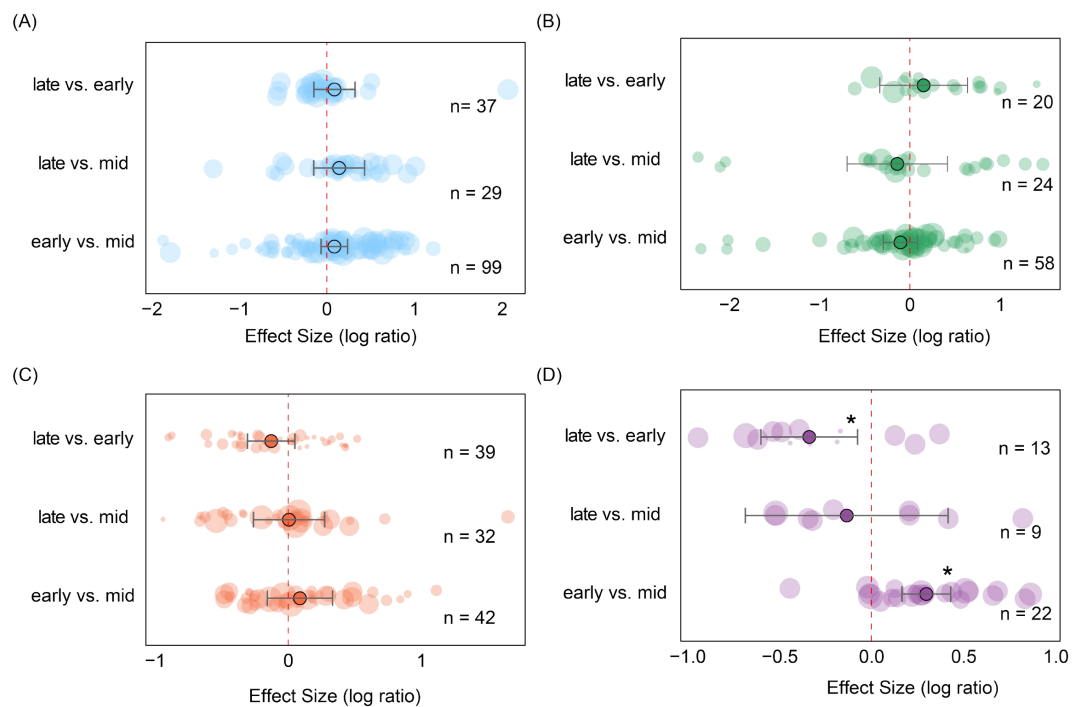 (A)
late vs. early
n= 37
late vs. mid
n = 29
early vs. mid
n = 99
−2 −1 0 1 2
Effect Size (log ratio)
(B)
late vs. early
n = 20
late vs. mid
n = 24
early vs. mid
n = 58
−2 −1 0 1
Effect Size (log ratio)
(C)
late vs. early
n = 39
late vs. mid
n = 32
early vs. mid
n = 42
−1 0 1
Effect Size (log ratio)
(D)
late vs. early
*
n = 13
late vs. mid
n = 9
early vs. mid
*
n = 22
−1.0 −0.5 0.0 0.5 1.0
Effect Size (log ratio)